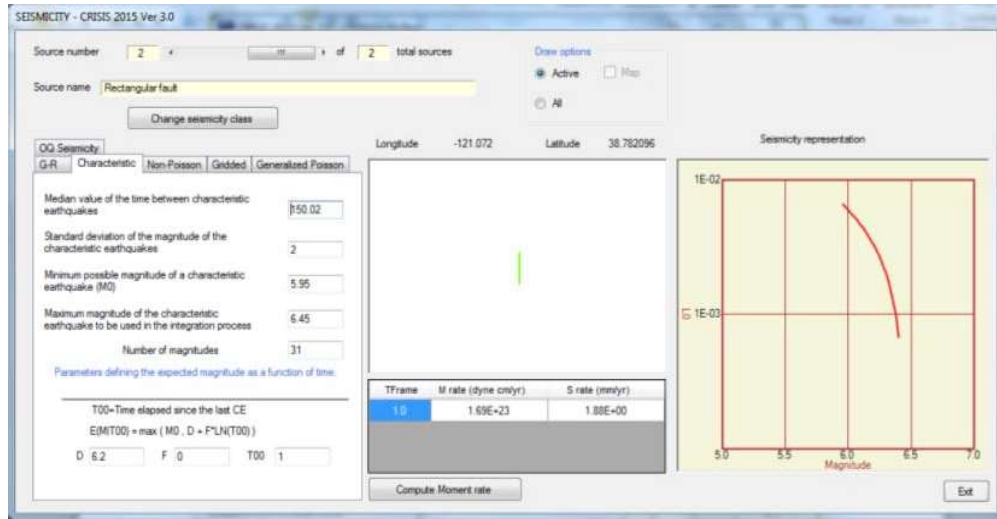 SEISMICITY - CRISIS 2015 Ver 3.0
Source number 2 of 2 total sources
Source name Rectangular fault
Change seismicity class
Draw options
Active Map
All
OQ Seismicity
G-R Characteristic Non-Poisson Gridded Generalized Poisson
Median value of the time between characteristic
earthquakes 150.02
Standard deviation of the magnitude of the
characteristic earthquakes 2
Minimum possible magnitude of a characteristic
earthquake (M0) 5.95
Maximum magnitude of the characteristic
earthquake to be used in the integration process 6.45
Number of magnitudes 31
Parameters defining the expected magnitude as a function of time.
T00=Time elapsed since the last CE
E(M|T00) = max ( M0 , D + F*LN(T00) )
D 6.2 F 0 T00 1
Longitude -121.072 Latitude 38.782096
TFrame M rate (dyne cm/yr) S rate (mm/yr)
1.0 1.69E+23 1.88E+00
Compute Moment rate
Seismicity representation
1E-02
1E-03
5.0 5.5 6.0 6.5 7.0
Magnitude
Exit